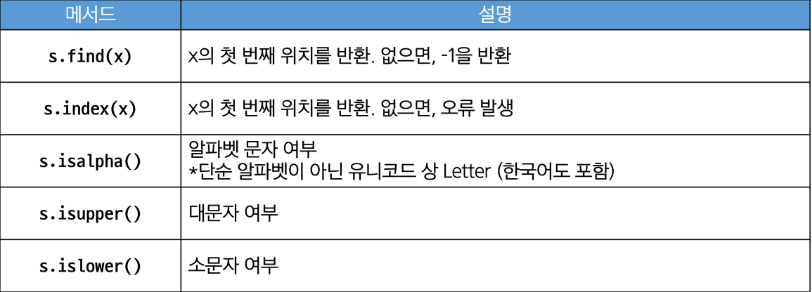 메서드 설명
s.find(x) x의 첫 번째 위치를 반환. 없으면, -1을 반환
s.index(x) x의 첫 번째 위치를 반환. 없으면, 오류 발생
s.isalpha() 알파벳 문자 여부
*단순 알파벳이 아닌 유니코드 상 Letter (한국어도 포함)
s.isupper() 대문자 여부
s.islower() 소문자 여부